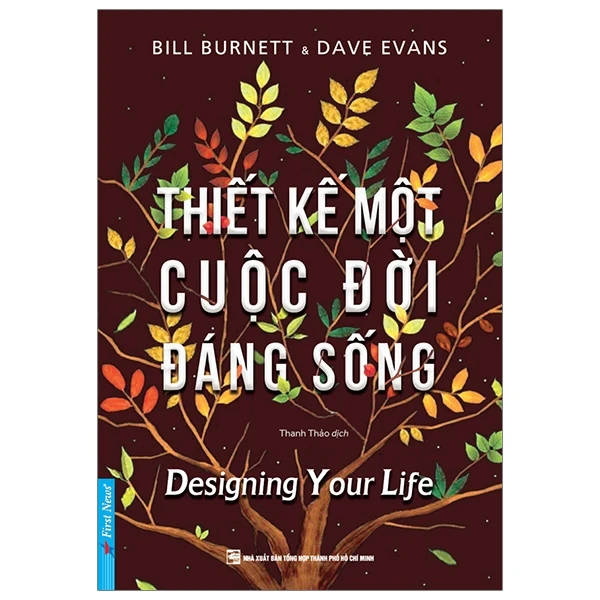 BILL BURNETT & DAVE EVANS
THIẾT KẾ MỘT
CUỘC ĐỜI
ĐÁNG SỐNG
Thanh Thảo dịch
Designing Your Life
First News
NHÀ XUẤT BẢN TỔNG HỢP THÀNH PHỐ HỒ CHÍ MINH